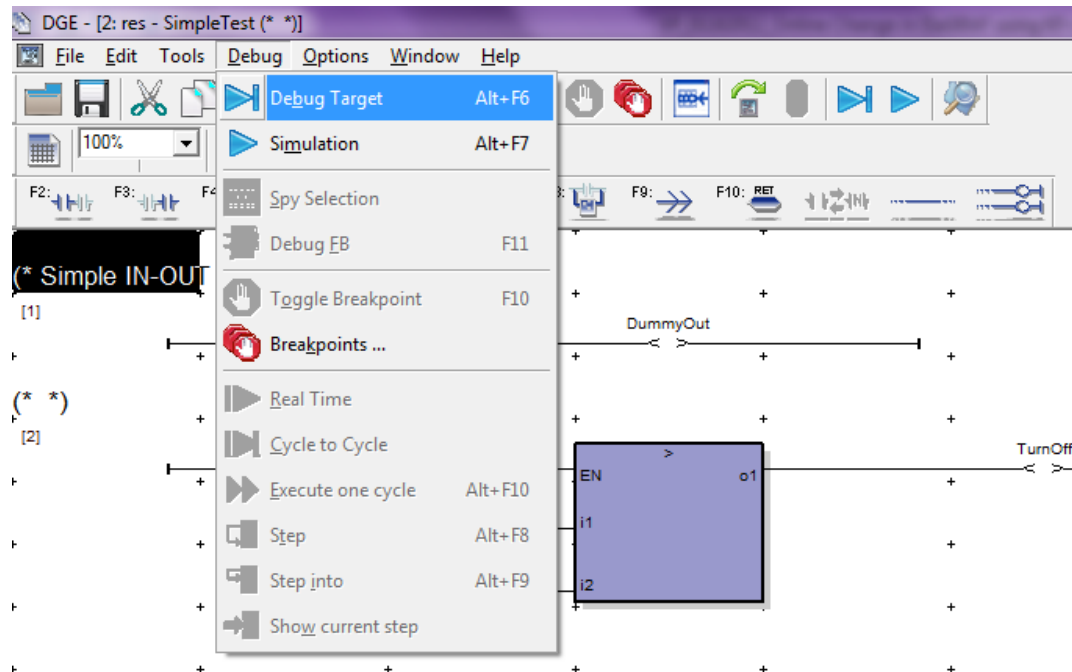 DGE - [2: res - SimpleTest (* *)]
File Edit Tools Debug Options Window Help
Debug Target Alt+F6
100%
Simulation Alt+F7
F2: F3: F4 F9: F10: RET
Spy Selection
Debug FB F11
(* Simple IN-OUT
Toggle Breakpoint F10
[1]
DummyOut
Breakpoints ...
(* *)
Real Time
[2]
Cycle to Cycle
>
TurnOff
EN o1
Execute one cycle Alt+F10
i1
Step Alt+F8
Step into Alt+F9
i2
Show current step